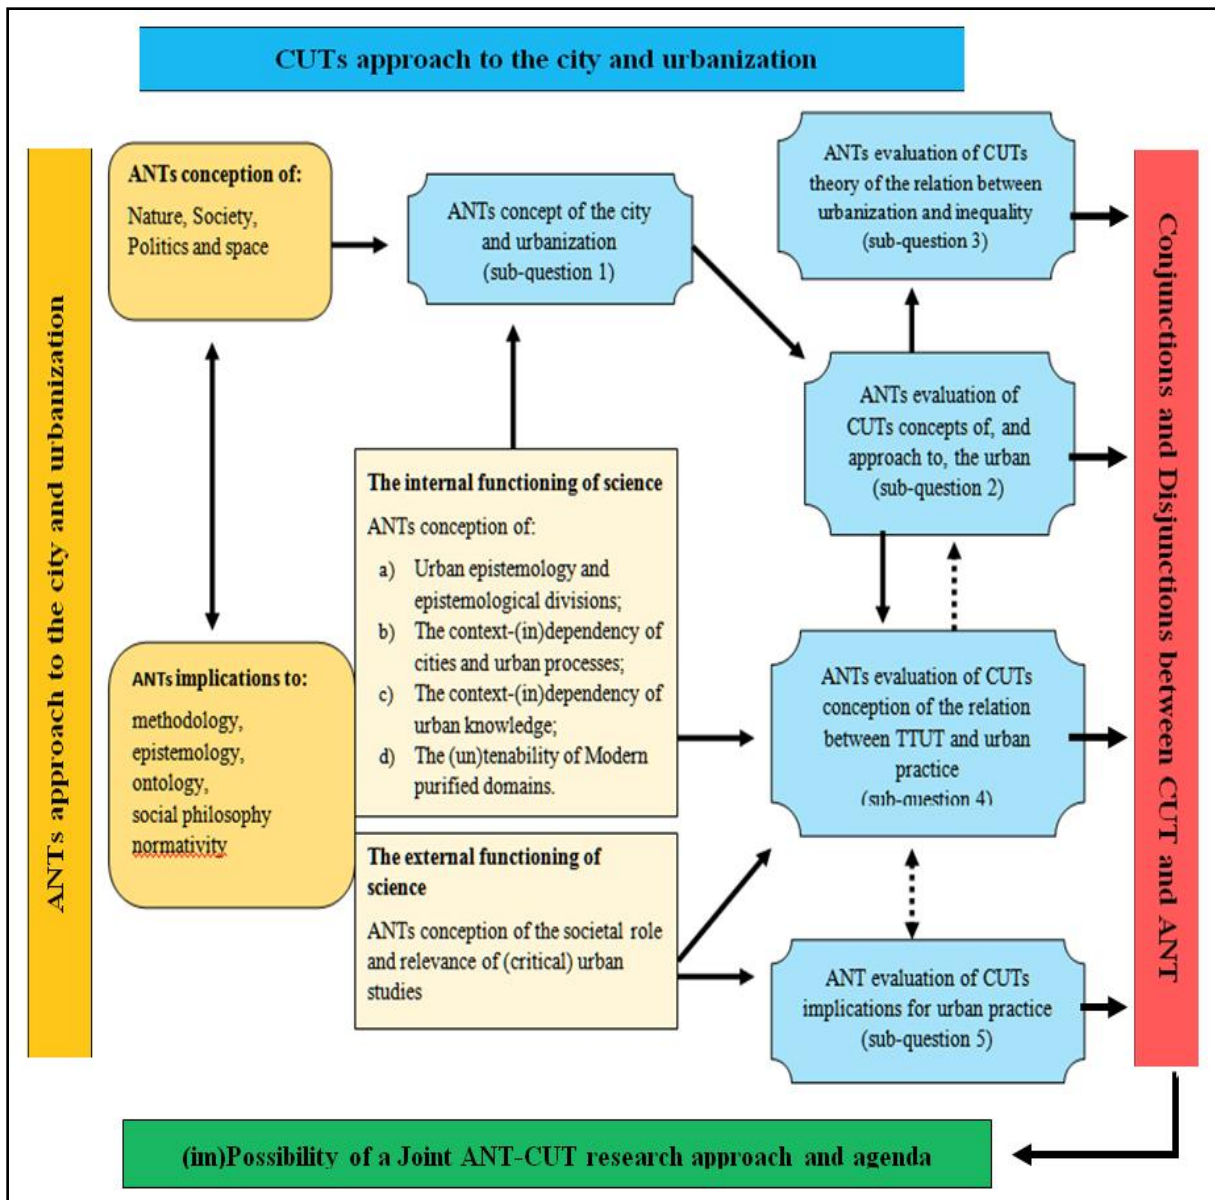 CUTs approach to the city and urbanization
ANTs approach to the city and urbanization
ANTs conception of:
Nature, Society,
Politics and space
ANTs concept of the city
and urbanization
(sub-question 1)
ANTs evaluation of CUTs
theory of the relation between
urbanization and inequality
(sub-question 3)
ANTs evaluation of
CUTs concepts of, and
approach to, the urban
(sub-question 2)
The internal functioning of science
ANTs conception of:
a) Urban epistemology and
epistemological divisions;
b) The context-(in)dependency of
cities and urban processes;
c) The context-(in)dependency of
urban knowledge;
d) The (un)tenability of Modern
purified domains.
ANTs implications to:
methodology,
epistemology,
ontology,
social philosophy
normativity
ANTs evaluation of CUTs
conception of the relation
between TTUT and urban
practice
(sub-question 4)
The external functioning of
science
ANTs conception of the societal role
and relevance of (critical) urban
studies
ANT evaluation of CUTs
implications for urban practice
(sub-question 5)
Conjunctions and Disjunctions between CUT and ANT
(im)Possibility of a Joint ANT-CUT research approach and agenda